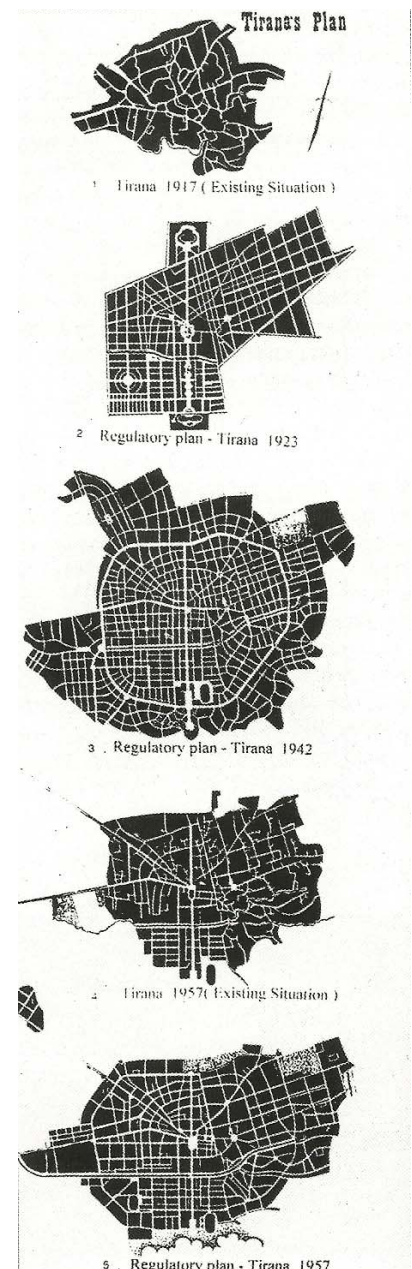 Tirana's Plan
1 Tirana 1917 ( Existing Situation )
2 Regulatory plan - Tirana 1923
3 . Regulatory plan - Tirana 1942
4 Tirana 1957( Existing Situation )
5 . Regulatory plan - Tirana 1957